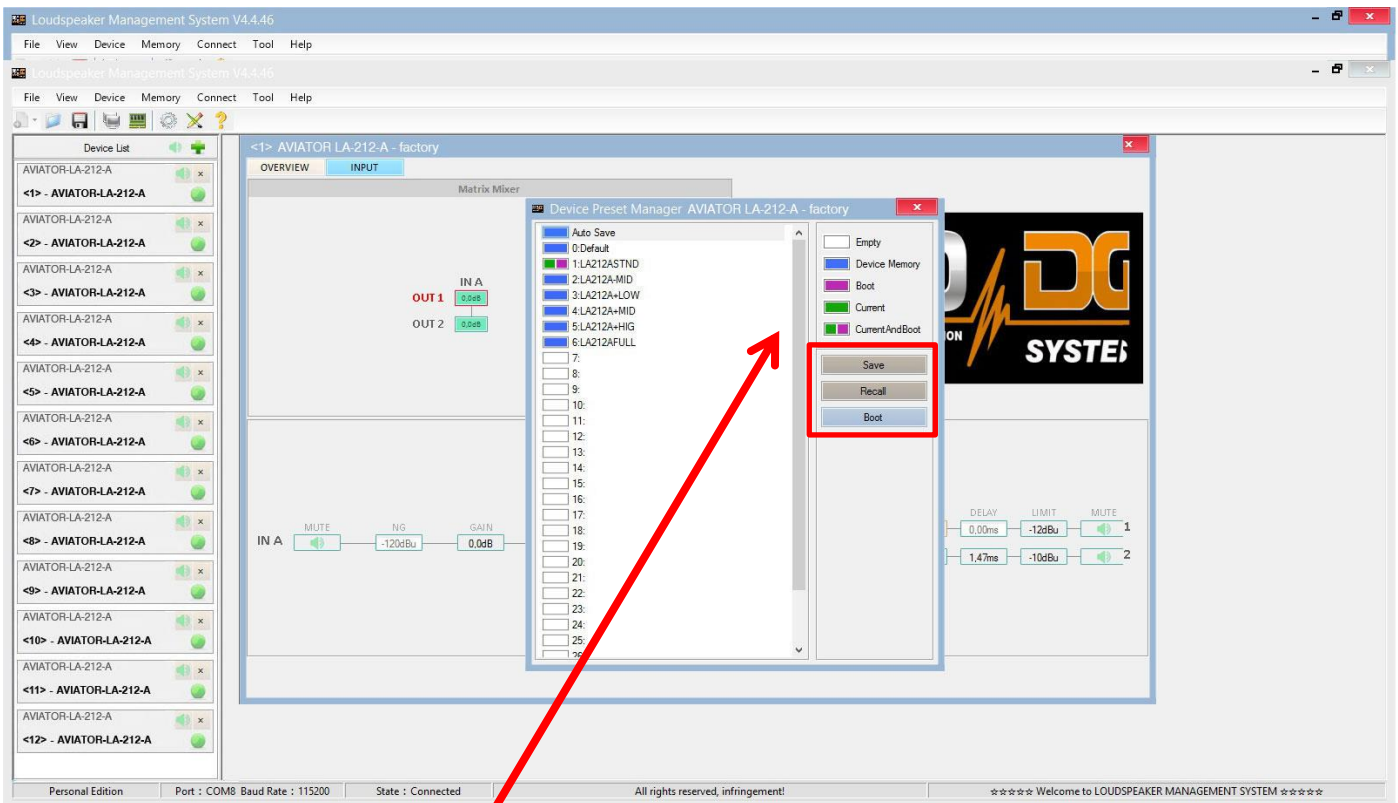 Loudspeaker Management System V4.4.46
File View Device Memory Connect Tool Help
Loudspeaker Management System V4.4.46
File View Device Memory Connect Tool Help
Device List
AVIATOR-LA-212-A
<1> - AVIATOR-LA-212-A
AVIATOR-LA-212-A
<2> - AVIATOR-LA-212-A
AVIATOR-LA-212-A
<3> - AVIATOR-LA-212-A
AVIATOR-LA-212-A
<4> - AVIATOR-LA-212-A
AVIATOR-LA-212-A
<5> - AVIATOR-LA-212-A
AVIATOR-LA-212-A
<6> - AVIATOR-LA-212-A
AVIATOR-LA-212-A
<7> - AVIATOR-LA-212-A
AVIATOR-LA-212-A
<8> - AVIATOR-LA-212-A
AVIATOR-LA-212-A
<9> - AVIATOR-LA-212-A
AVIATOR-LA-212-A
<10> - AVIATOR-LA-212-A
AVIATOR-LA-212-A
<11> - AVIATOR-LA-212-A
AVIATOR-LA-212-A
<12> - AVIATOR-LA-212-A
<1> AVIATOR LA-212-A - factory
OVERVIEW INPUT
Matrix Mixer
IN A
OUT 1 0,0dB
OUT 2 0,0dB
Device Preset Manager AVIATOR LA-212-A - factory
Auto Save
0:Default
1:LA212ASTND
2:LA212A-MID
3:LA212A+LOW
4:LA212A+MID
5:LA212A+HIG
6:LA212AFULL
7:
8:
9:
10:
11:
12:
13:
14:
15:
16:
17:
18:
19:
20:
21:
22:
23:
24:
25:
26:
Empty
Device Memory
Boot
Current
CurrentAndBoot
Save
Recall
Boot
DG
ION
SYSTE
MUTE NG GAIN
IN A -120dBu 0,0dB
DELAY LIMIT MUTE
0,00ms -12dBu 1
1,47ms -10dBu 2
Personal Edition Port : COM8 Baud Rate : 115200 State : Connected All rights reserved, infringement! ☆☆☆☆☆ Welcome to LOUDSPEAKER MANAGEMENT SYSTEM ☆☆☆☆☆